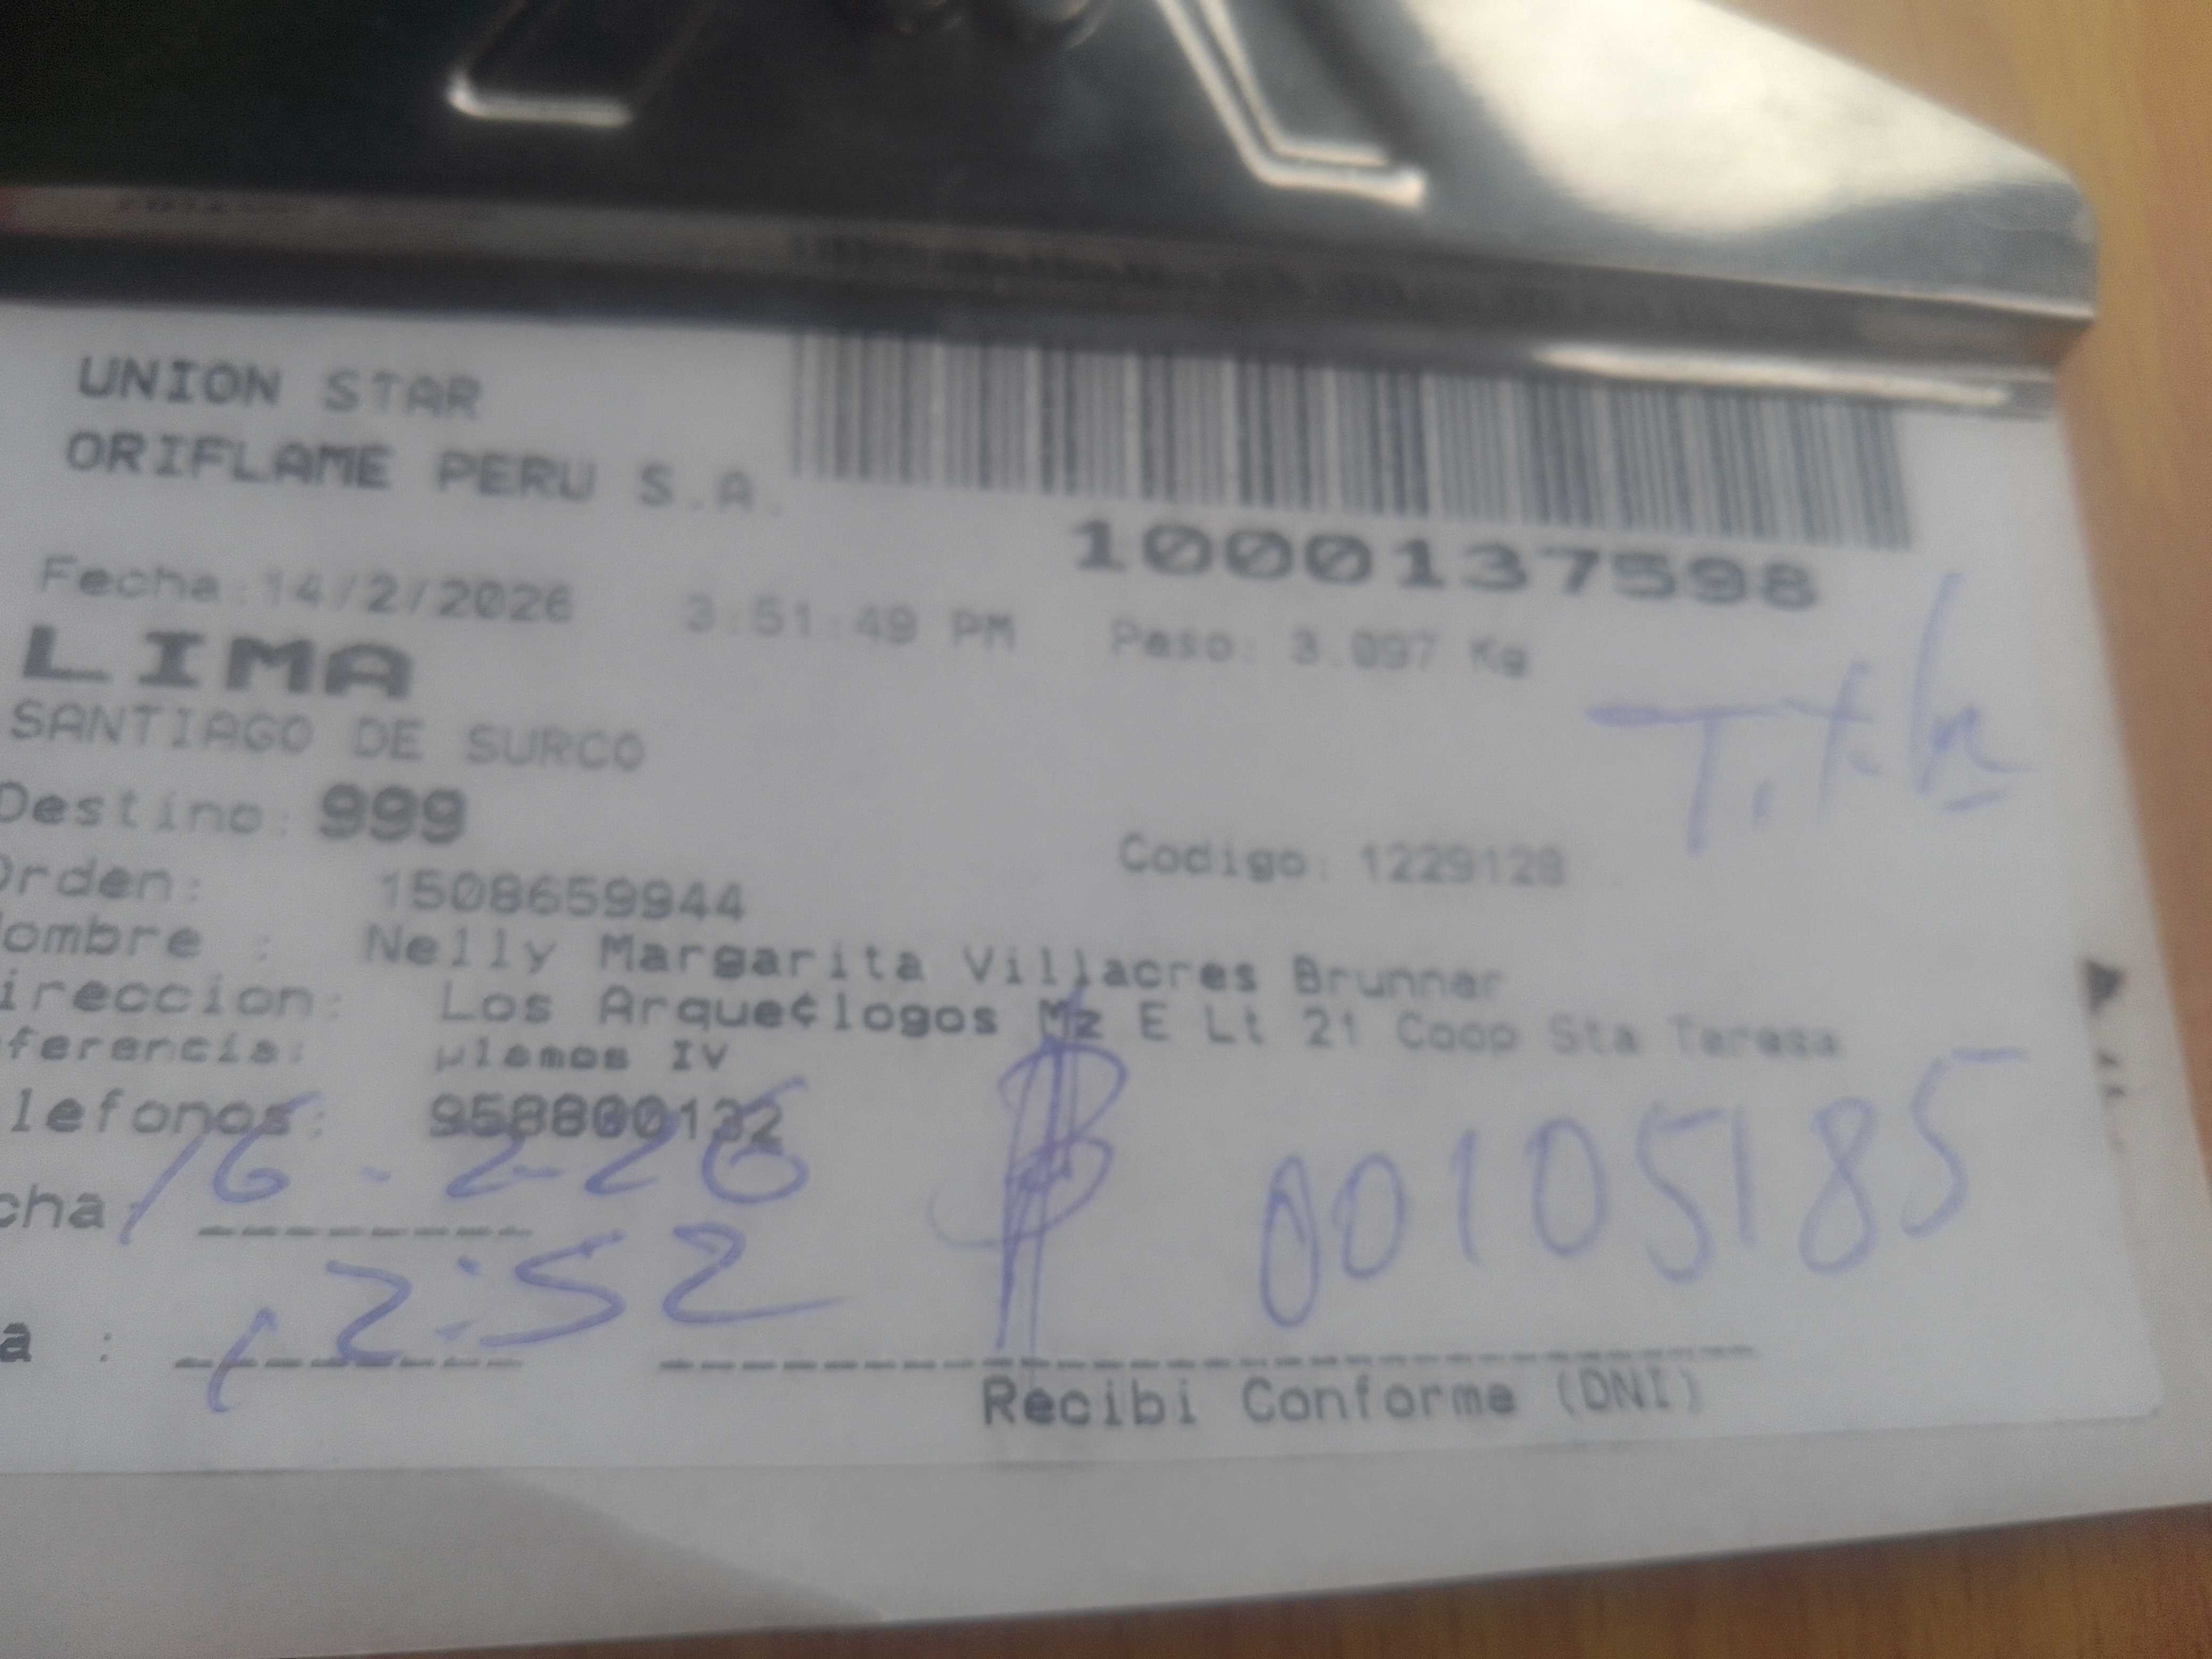 UNION STAR
ORIFLAME PERU S.A.
1000137598
Fecha:14/2/2026 3:51:49 PM Peso: 3.097 Kg
LIMA
SANTIAGO DE SURCO
Destino: 999
Codigo: 1229128
Orden: 1508659944
ombre : Nelly Margarita Villacres Brunner
ireccion: Los Arque¢logos Mz E Lt 21 Coop Sta Teresa
ferencia: µlamos IV
lefonos: 958800132
cha 16-2-26
00105185
a : 12:52
Recibi Conforme (DNI)